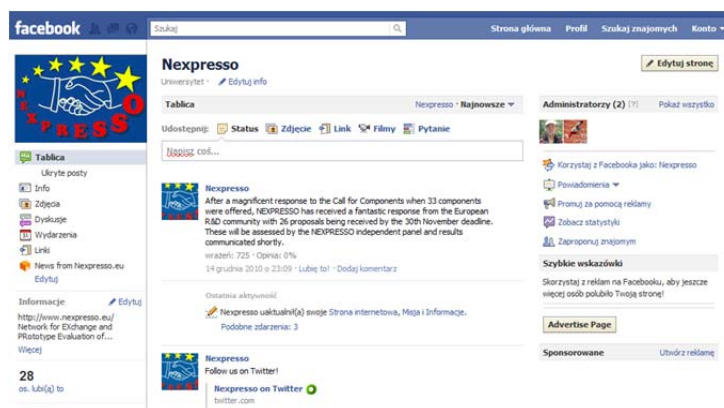 facebook
Szukaj
Strona główna Profil Szukaj znajomych Konto
NEXPRESSO
Nexpresso
Uniwersytet · Edytuj info
Edytuj stronę
Tablica
Ukryte posty
Info
Zdjęcia
Dyskusje
Wydarzenia
Linki
News from Nexpresso.eu
Edytuj
Informacje Edytuj
http://www.nexpresso.eu/
Network for EXchange and
PRototype Evaluation of...
Więcej
28
os. lubi(ą) to
Tablica Nexpresso · Najnowsze
Udostępnij: Status Zdjęcie Link Filmy Pytanie
Napisz coś...
Nexpresso
After a magnificent response to the Call for Components when 33 components
were offered, NEXPRESSO has received a fantastic response from the European
R&D community with 26 proposals being received by the 30th November deadline.
These will be assessed by the NEXPRESSO independent panel and results
communicated shortly.
wrażeń: 725 · Opinia: 0%
14 grudnia 2010 o 23:09 · Lubię to! · Dodaj komentarz
Ostatnia aktywność
Nexpresso uaktualnił(a) swoje Strona internetowa, Misja i Informacje.
Podobne zdarzenia: 3
Nexpresso
Follow us on Twitter!
Nexpresso on Twitter
twitter.com
Administratorzy (2) [?] Pokaż wszystko
Korzystaj z Facebooka jako: Nexpresso
Powiadomienia
Promuj za pomocą reklamy
Zobacz statystyki
Zaproponuj znajomym
Szybkie wskazówki
Skorzystaj z reklam na Facebooku, aby jeszcze
więcej osób polubiło Twoją stronę!
Advertise Page
Sponsorowane Utwórz reklamę